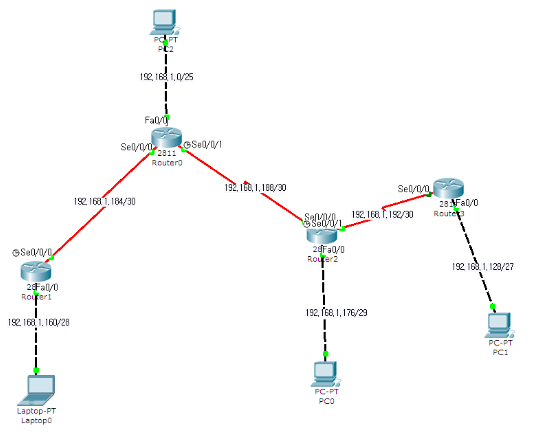 PC-PT
PC2
192,168,1,0/25
Fa0/0
Se0/0/0
Se0/0/1
2811
Router0
192,168,1,184/30
192,168,1,188/30
Se0/0/0
Fa0/0
Router3
Se0/0/0
Se0/0/1
192,168,1,192/30
Fa0/0
Router2
Se0/0/0
Fa0/0
Router1
192,168,1,128/27
192,168,1,160/28
192,168,1,176/29
PC-PT
PC1
PC-PT
PC0
Laptop-PT
Laptop0